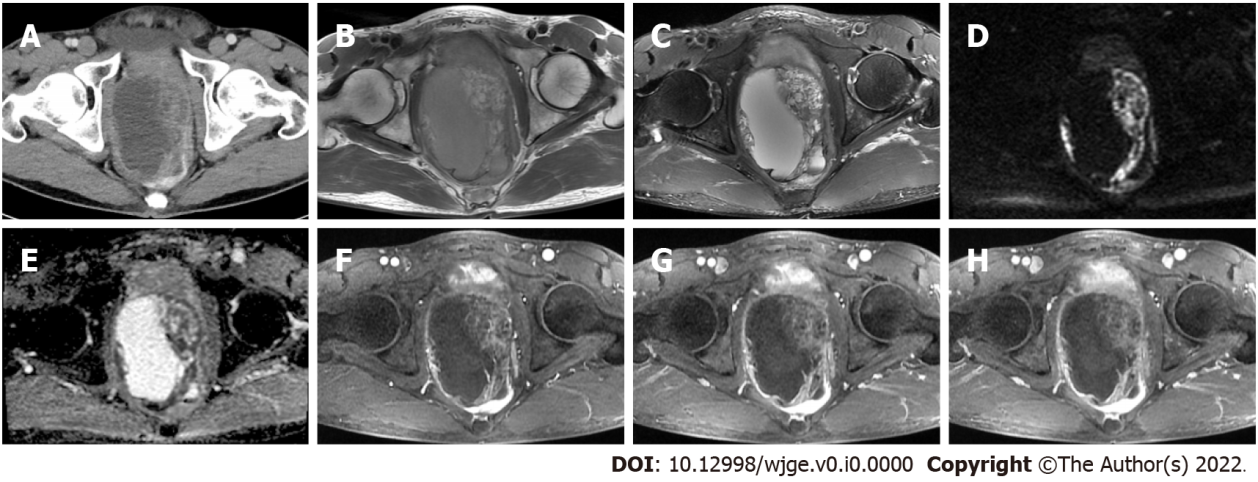 A B C D
E F G H
DOI: 10.12998/wjge.v0.i0.0000 Copyright ©The Author(s) 2022.